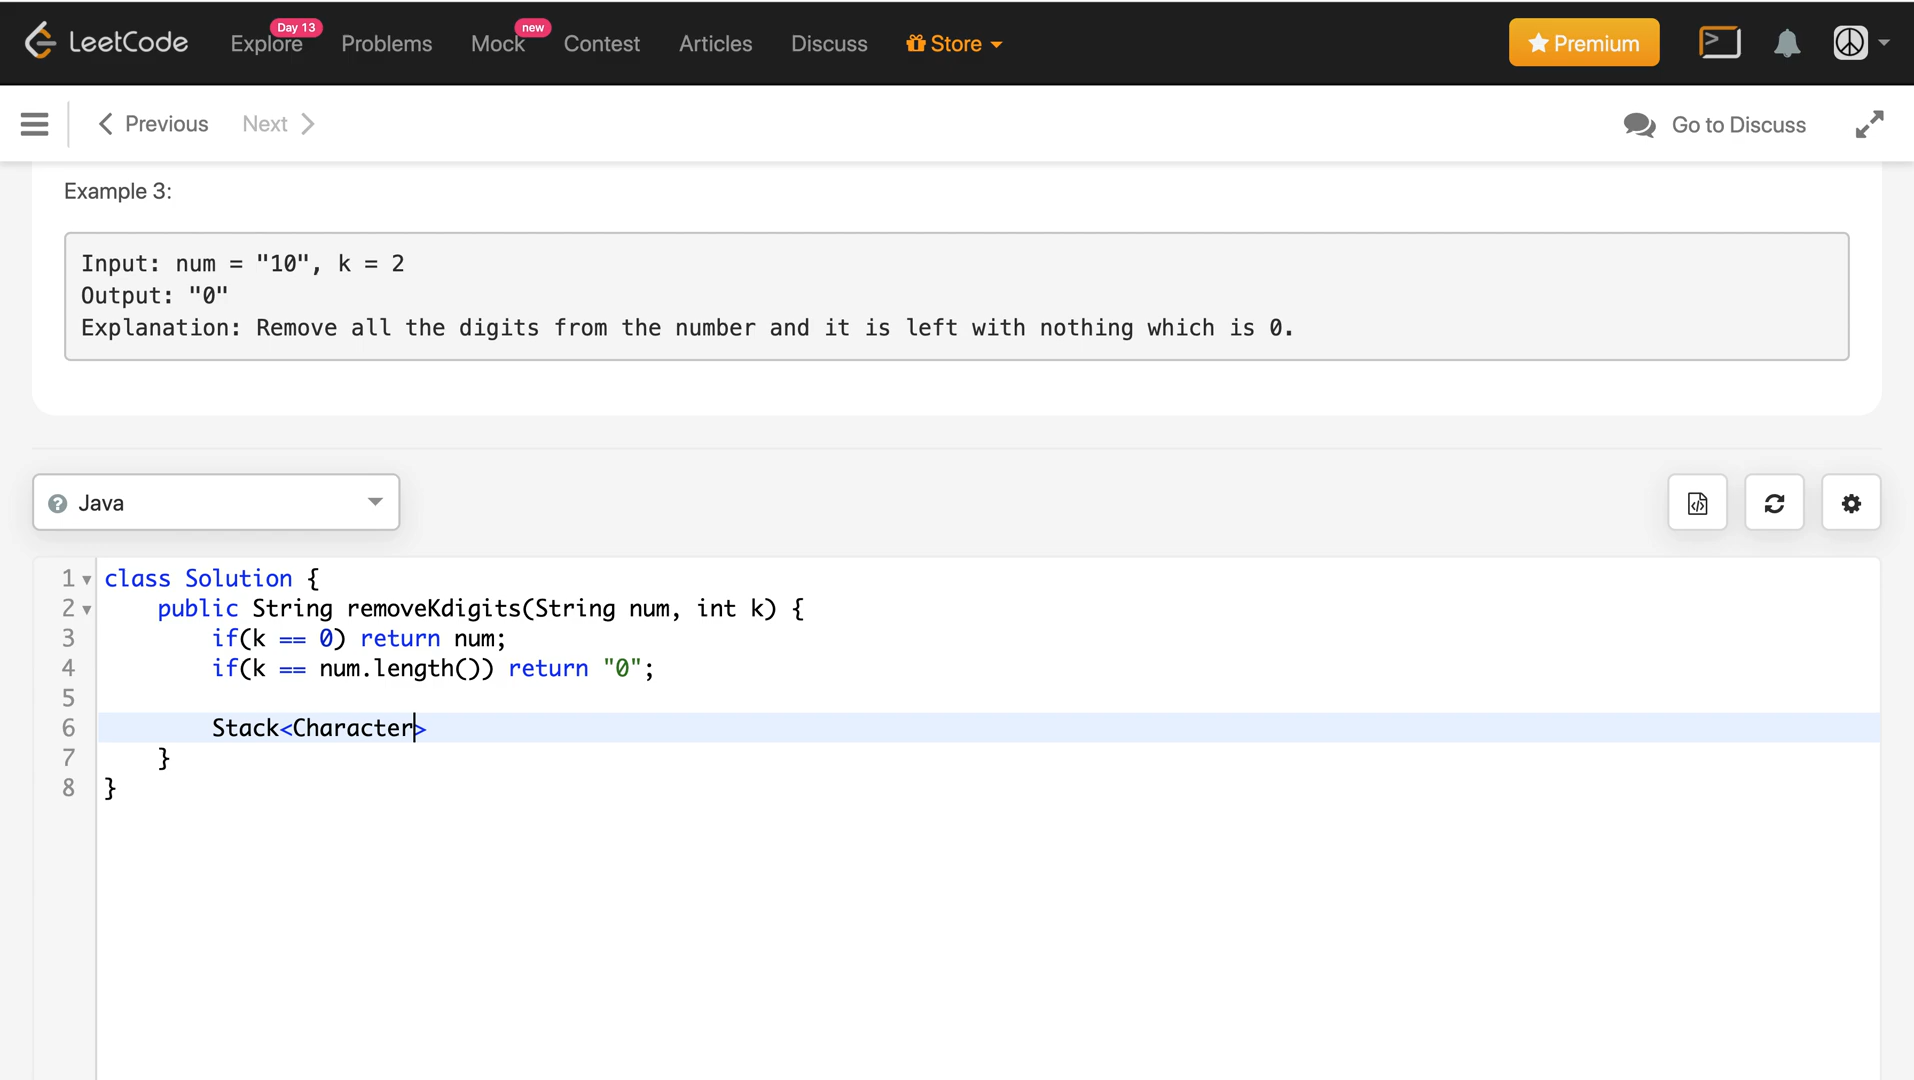 LeetCode Explore Day 13 Problems Mock new Contest Articles Discuss Store Premium
Previous Next Go to Discuss
Example 3:
Input: num = "10", k = 2
Output: "0"
Explanation: Remove all the digits from the number and it is left with nothing which is 0.
Java
1 class Solution {
2 public String removeKdigits(String num, int k) {
3 if(k == 0) return num;
4 if(k == num.length()) return "0";
5
6 Stack<Character>
7 }
8 }